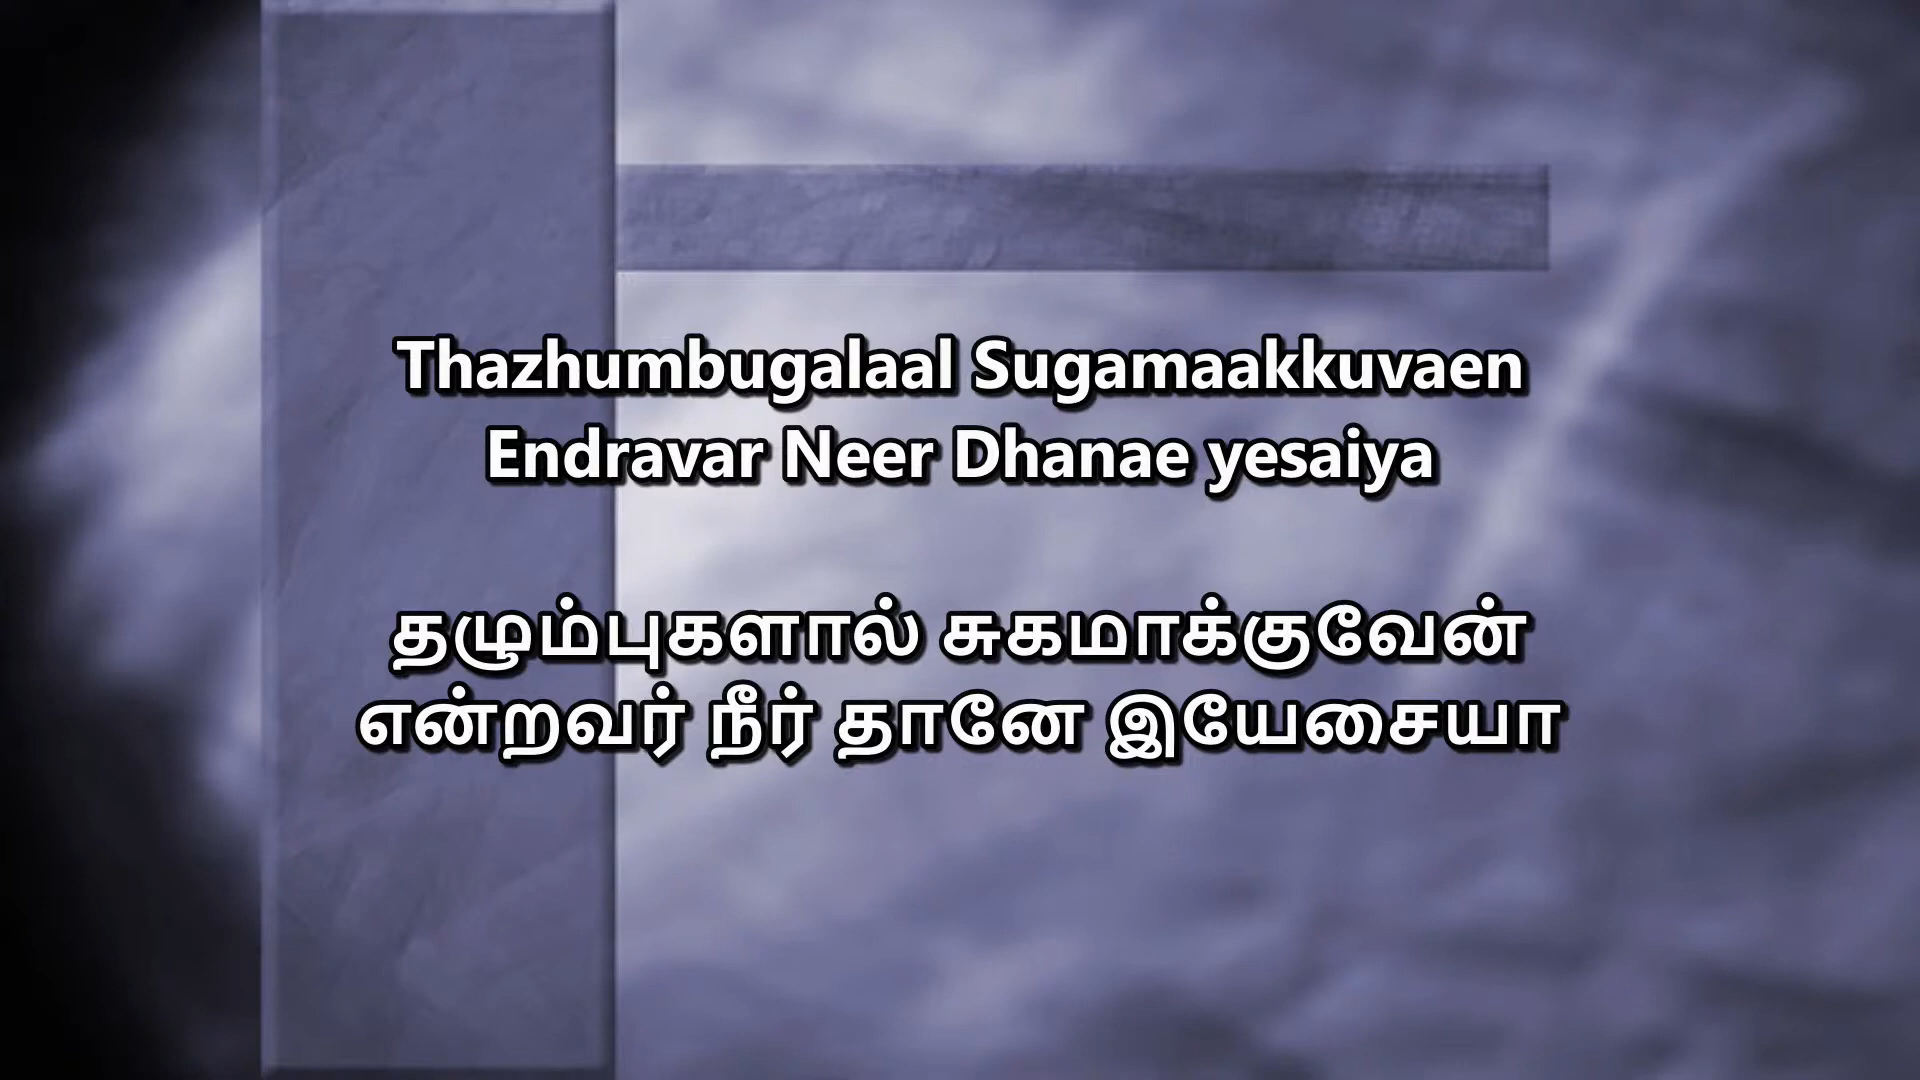 Thazhumbugalaal Sugamaakkuvaen
Endravar Neer Dhanae yesaiya
தழும்புகளால் சுகமாக்குவேன்
என்றவர் நீர் தானே இயேசையா